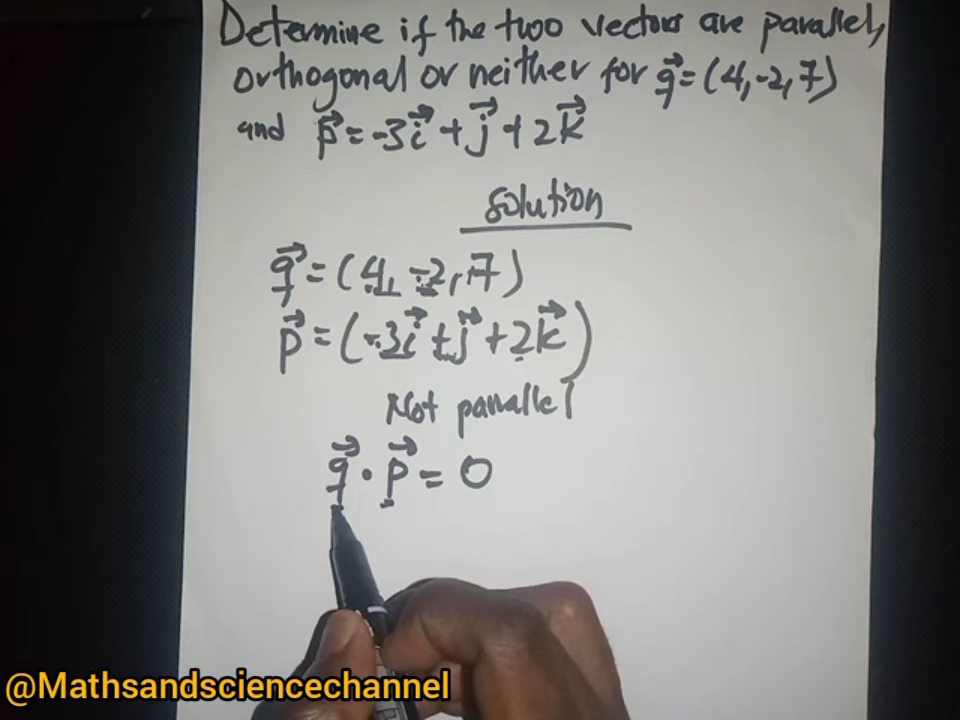 Determine if the two vectors are parallel,
orthogonal or neither for q⃗ = (4, -2, 7)
and p⃗ = -3i⃗ + j⃗ + 2k⃗
Solution
q⃗ = (4, -2, 7)
p⃗ = (-3i⃗ + j⃗ + 2k⃗)
Not parallel
q⃗ · p⃗ = 0
@Mathsandsciencechannel